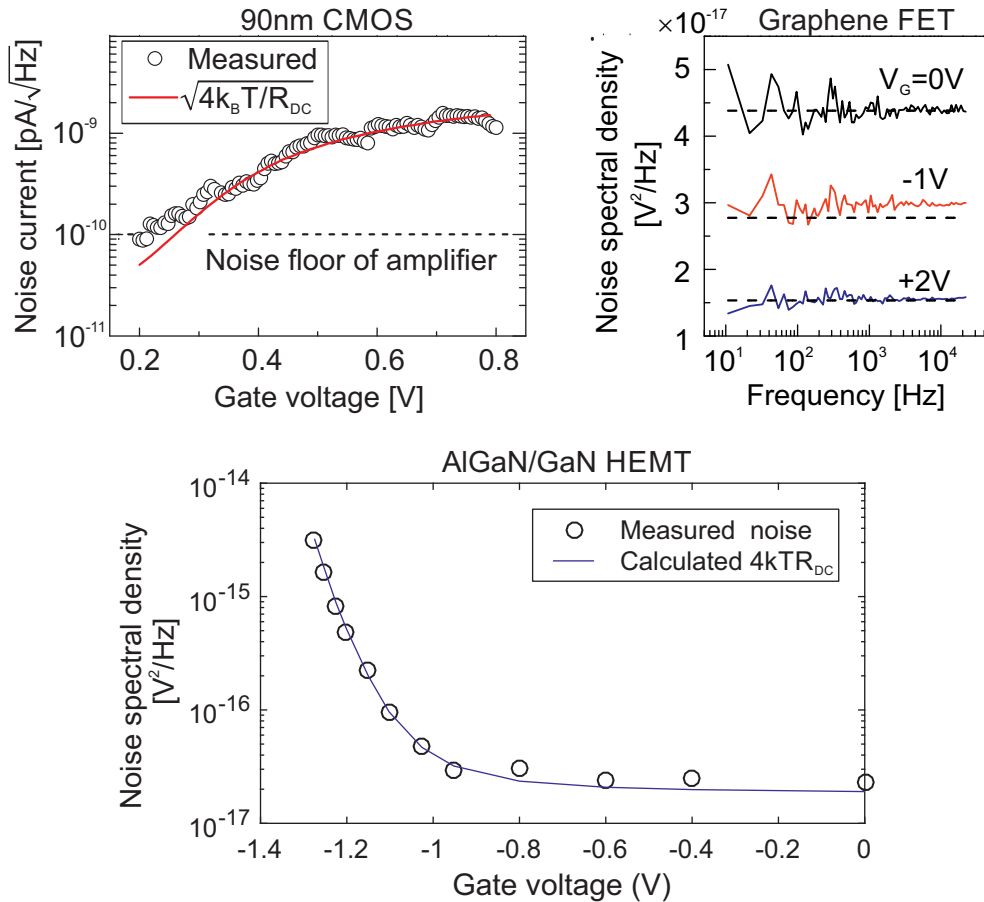 90nm CMOS
Measured
√4k_BT/R_DC
Noise current [pA/√Hz]
10^-9
10^-10
10^-11
Noise floor of amplifier
0.2 0.4 0.6 0.8
Gate voltage [V]
Graphene FET
×10^-17
Noise spectral density
[V²/Hz]
5
4
3
2
1
V_G=0V
-1V
+2V
10^1 10^2 10^3 10^4
Frequency [Hz]
AlGaN/GaN HEMT
Noise spectral density
[V²/Hz]
10^-14
10^-15
10^-16
10^-17
Measured noise
Calculated 4kTR_DC
-1.4 -1.2 -1 -0.8 -0.6 -0.4 -0.2 0
Gate voltage (V)